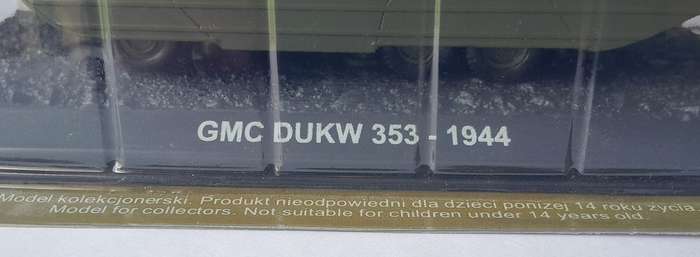 GMC DUKW 353 - 1944
Model kolekcjonerski. Produkt nieodpowiedni dla dzieci poniżej 14 roku życia.
Model for collectors. Not suitable for children under 14 years old.